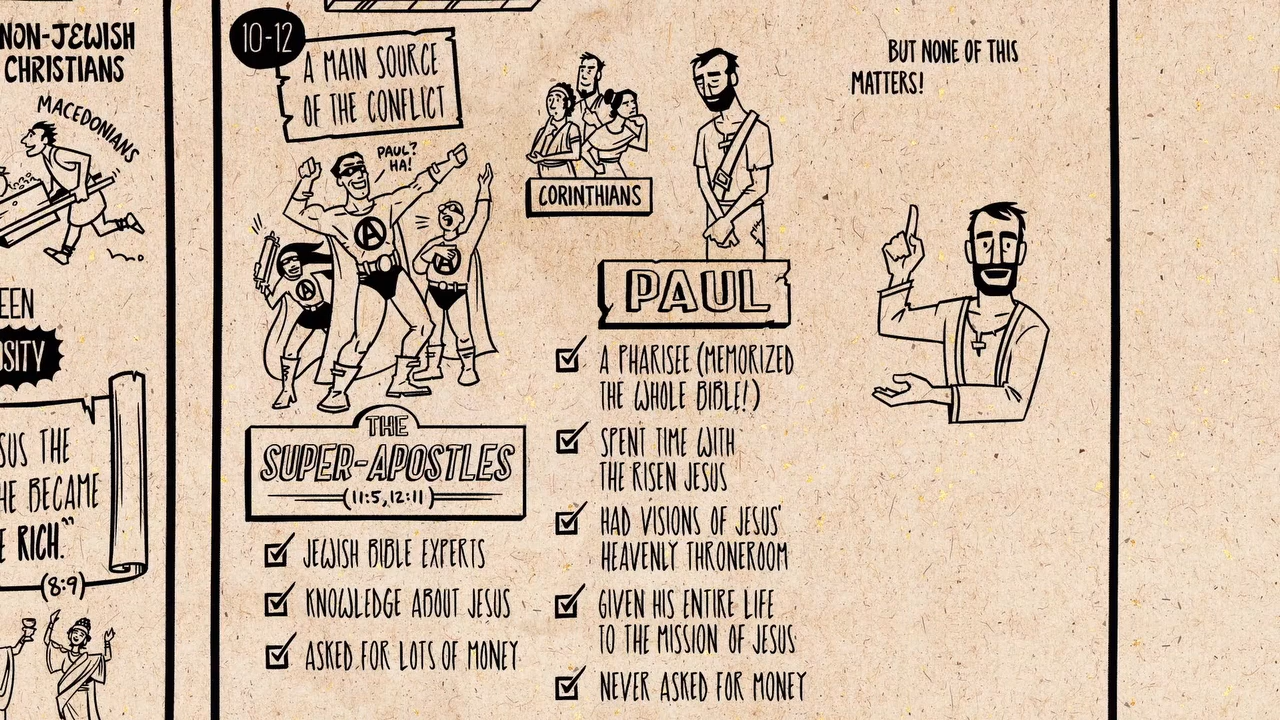 NON-JEWISH
CHRISTIANS
MACEDONIANS
RICH."
(8:9)
SUS THE
HE BECAME
10-12
A MAIN SOURCE
OF THE CONFLICT
PAUL?
HA!
A
A
A
THE
SUPER-APOSTLES
(11:5, 12:11)
JEWISH BIBLE EXPERTS
KNOWLEDGE ABOUT JESUS
ASKED FOR LOTS OF MONEY
CORINTHIANS
PAUL
A PHARISEE (MEMORIZED
THE WHOLE BIBLE!)
SPENT TIME WITH
THE RISEN JESUS
HAD VISIONS OF JESUS'
HEAVENLY THRONEROOM
GIVEN HIS ENTIRE LIFE
TO THE MISSION OF JESUS
NEVER ASKED FOR MONEY
BUT NONE OF THIS
MATTERS!